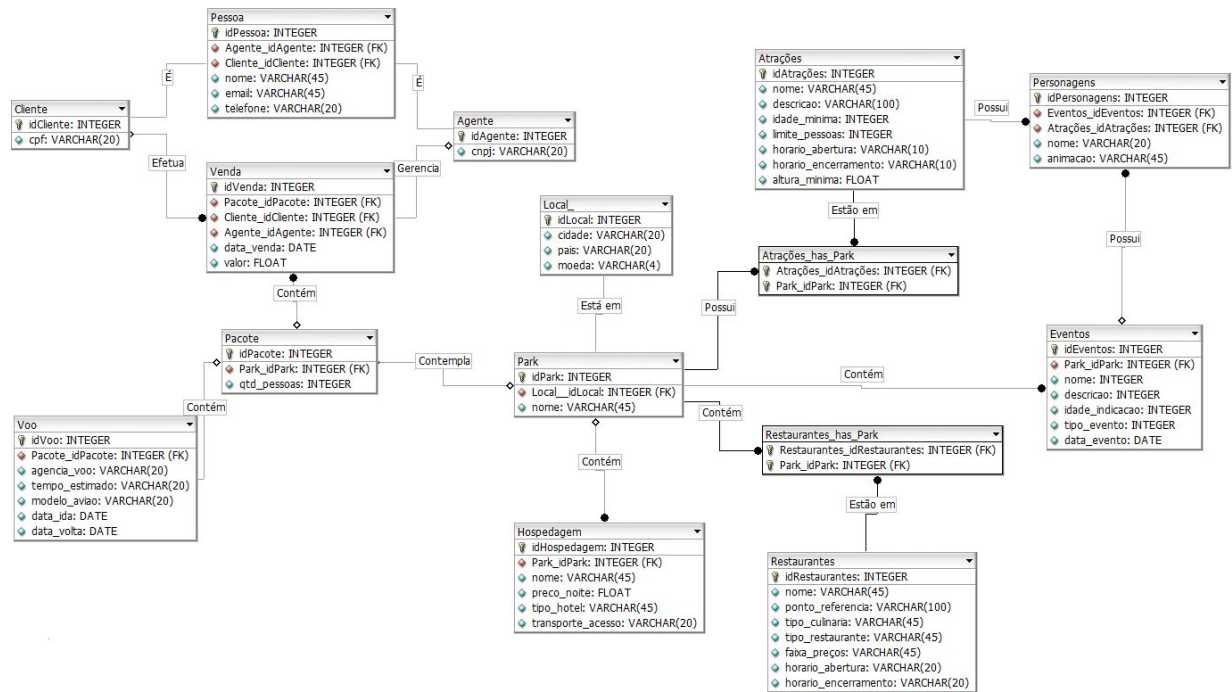 Pessoa
idPessoa: INTEGER
Agente_idAgente: INTEGER (FK)
Cliente_idCliente: INTEGER (FK)
nome: VARCHAR(45)
email: VARCHAR(45)
telefone: VARCHAR(20)
É
É
Cliente
idCliente: INTEGER
cpf: VARCHAR(20)
Agente
idAgente: INTEGER
cnpj: VARCHAR(20)
Efetua
Gerencia
Venda
idVenda: INTEGER
Pacote_idPacote: INTEGER (FK)
Cliente_idCliente: INTEGER (FK)
Agente_idAgente: INTEGER (FK)
data_venda: DATE
valor: FLOAT
Contém
Pacote
idPacote: INTEGER
Park_idPark: INTEGER (FK)
qtd_pessoas: INTEGER
Contém
Voo
idVoo: INTEGER
Pacote_idPacote: INTEGER (FK)
agencia_voo: VARCHAR(20)
tempo_estimado: VARCHAR(20)
modelo_aviao: VARCHAR(20)
data_ida: DATE
data_volta: DATE
Contempla
Local_
idLocal: INTEGER
cidade: VARCHAR(20)
pais: VARCHAR(20)
moeda: VARCHAR(4)
Está em
Park
idPark: INTEGER
Local__idLocal: INTEGER (FK)
nome: VARCHAR(45)
Contém
Hospedagem
idHospedagem: INTEGER
Park_idPark: INTEGER (FK)
nome: VARCHAR(45)
preco_noite: FLOAT
tipo_hotel: VARCHAR(45)
transporte_acesso: VARCHAR(20)
Atrações
idAtrações: INTEGER
nome: VARCHAR(45)
descricao: VARCHAR(100)
idade_minima: INTEGER
limite_pessoas: INTEGER
horario_abertura: VARCHAR(10)
horario_encerramento: VARCHAR(10)
altura_minima: FLOAT
Possui
Personagens
idPersonagens: INTEGER
Eventos_idEventos: INTEGER (FK)
Atrações_idAtrações: INTEGER (FK)
nome: VARCHAR(20)
animacao: VARCHAR(45)
Estão em
Possui
Atrações_has_Park
Atrações_idAtrações: INTEGER (FK)
Park_idPark: INTEGER (FK)
Possui
Eventos
idEventos: INTEGER
Park_idPark: INTEGER (FK)
nome: INTEGER
descricao: INTEGER
idade_indicacao: INTEGER
tipo_evento: INTEGER
data_evento: DATE
Contém
Contém
Restaurantes_has_Park
Restaurantes_idRestaurantes: INTEGER (FK)
Park_idPark: INTEGER (FK)
Estão em
Restaurantes
idRestaurantes: INTEGER
nome: VARCHAR(45)
ponto_referencia: VARCHAR(100)
tipo_culinaria: VARCHAR(45)
tipo_restaurante: VARCHAR(45)
faixa_preços: VARCHAR(45)
horario_abertura: VARCHAR(20)
horario_encerramento: VARCHAR(20)